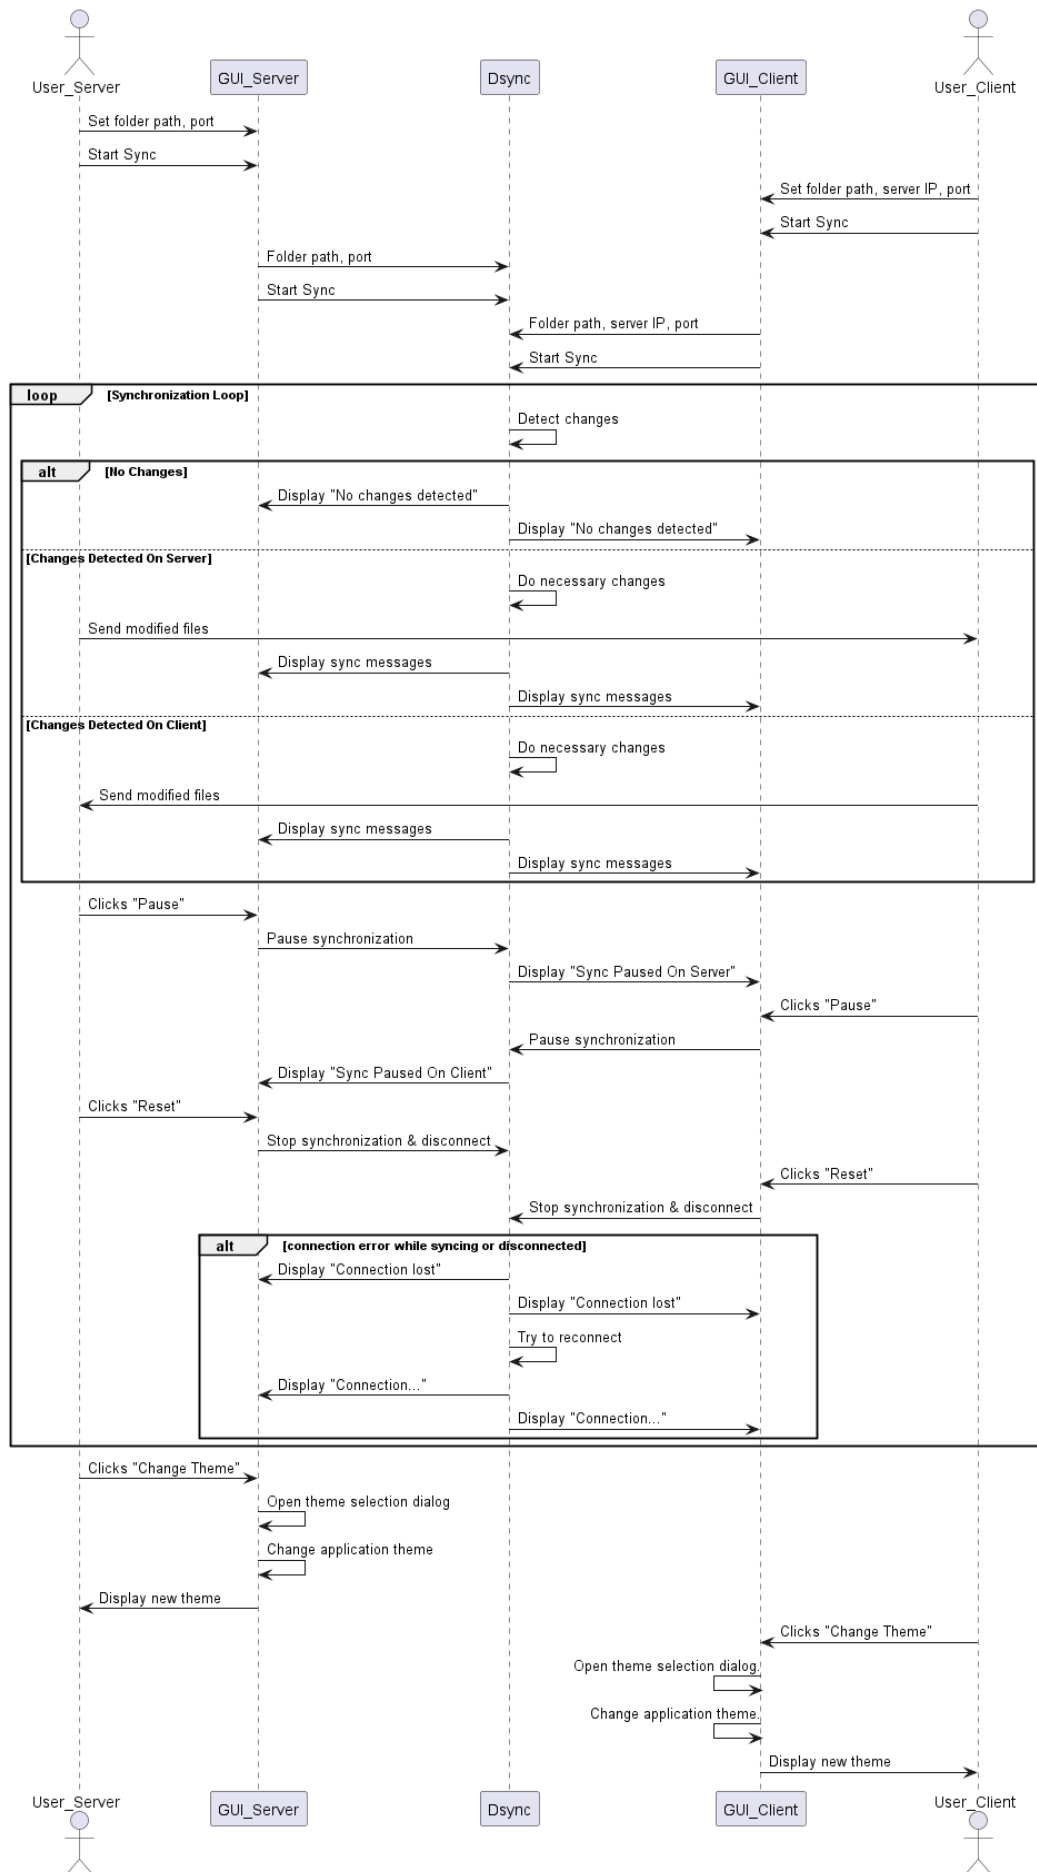 User_Server
GUI_Server
Dsync
GUI_Client
User_Client
Set folder path, port
Start Sync
Set folder path, server IP, port
Start Sync
Folder path, port
Start Sync
Folder path, server IP, port
Start Sync
loop
[Synchronization Loop]
Detect changes
alt
[No Changes]
Display "No changes detected"
Display "No changes detected"
[Changes Detected On Server]
Do necessary changes
Send modified files
Display sync messages
Display sync messages
[Changes Detected On Client]
Do necessary changes
Send modified files
Display sync messages
Display sync messages
Clicks "Pause"
Pause synchronization
Display "Sync Paused On Server"
Clicks "Pause"
Pause synchronization
Display "Sync Paused On Client"
Clicks "Reset"
Stop synchronization & disconnect
Clicks "Reset"
Stop synchronization & disconnect
alt
[connection error while syncing or disconnected]
Display "Connection lost"
Display "Connection lost"
Try to reconnect
Display "Connection..."
Display "Connection..."
Clicks "Change Theme"
Open theme selection dialog
Change application theme
Display new theme
Clicks "Change Theme"
Open theme selection dialog.
Change application theme.
Display new theme
User_Server
GUI_Server
Dsync
GUI_Client
User_Client